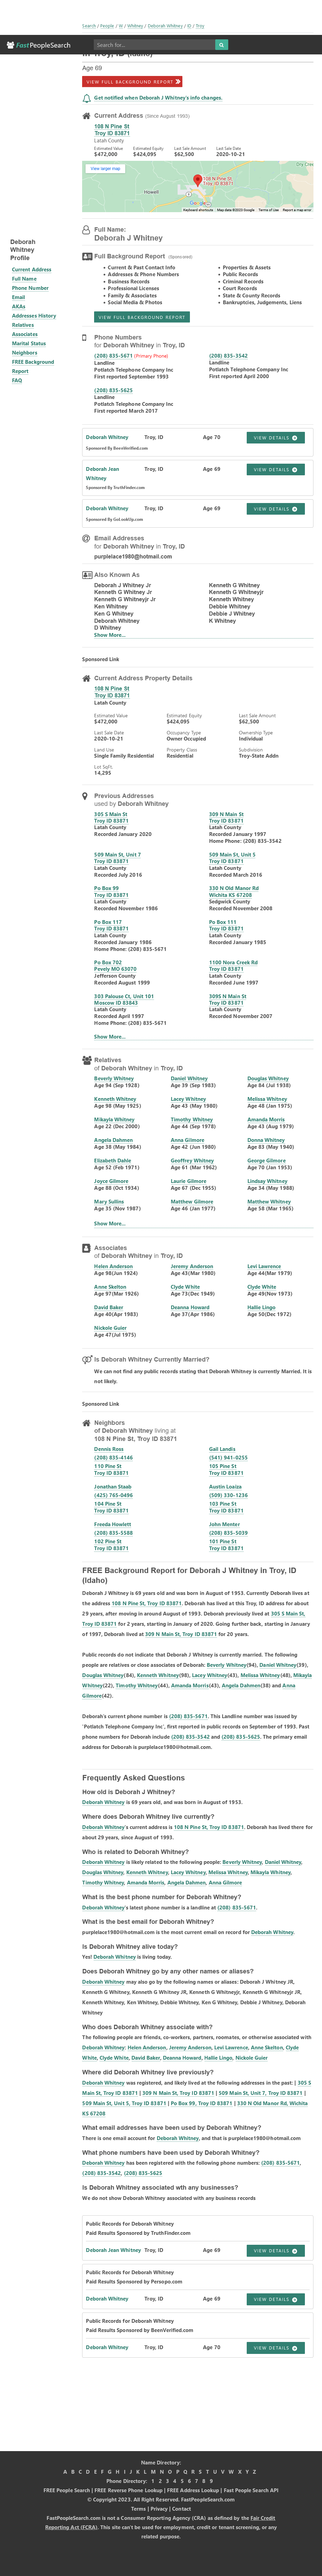 Search / People / W / Whitney / Deborah Whitney / ID / Troy
FastPeopleSearch
Search for...
in Troy, ID (Idaho)
Age 69
VIEW FULL BACKGROUND REPORT
Get notified when Deborah J Whitney's info changes.
Deborah Whitney Profile
Current Address
Full Name
Phone Number
Email
AKAs
Addresses History
Relatives
Associates
Marital Status
Neighbors
FREE Background Report
FAQ
Current Address (Since August 1993)
108 N Pine St
Troy ID 83871
Latah County
Estimated Value Estimated Equity Last Sale Amount Last Sale Date
$472,000 $424,095 $62,500 2020-10-21
View larger map
108 N Pine St,
Troy, ID 83871
Howell
Google
Keyboard shortcuts Map data ©2023 Google Terms of Use Report a map error
Full Name:
Deborah J Whitney
Full Background Report (Sponsored)
• Current & Past Contact Info
• Addresses & Phone Numbers
• Business Records
• Professional Licenses
• Family & Associates
• Social Media & Photos
• Properties & Assets
• Public Records
• Criminal Records
• Court Records
• State & County Records
• Bankruptcies, Judgements, Liens
VIEW FULL BACKGROUND REPORT
Phone Numbers
for Deborah Whitney in Troy, ID
(208) 835-5671 (Primary Phone)
Landline
Potlatch Telephone Company Inc
First reported September 1993
(208) 835-3542
Landline
Potlatch Telephone Company Inc
First reported April 2000
(208) 835-5625
Landline
Potlatch Telephone Company Inc
First reported March 2017
Deborah Whitney Troy, ID Age 70 VIEW DETAILS
Sponsored By BeenVerified.com
Deborah Jean Whitney Troy, ID Age 69 VIEW DETAILS
Sponsored By TruthFinder.com
Deborah Whitney Troy, ID Age 69 VIEW DETAILS
Sponsored By GoLookUp.com
Email Addresses
for Deborah Whitney in Troy, ID
purplelace1980@hotmail.com
Also Known As
Deborah J Whitney Jr
Kenneth G Whitney Jr
Kenneth G Whitneyjr Jr
Ken Whitney
Ken G Whitney
Deborah Whitney
D Whitney
Kenneth G Whitney
Kenneth G Whitneyjr
Kenneth Whitney
Debbie Whitney
Debbie J Whitney
K Whitney
Show More...
Sponsored Link
Current Address Property Details
108 N Pine St
Troy ID 83871
Latah County
Estimated Value Estimated Equity Last Sale Amount
$472,000 $424,095 $62,500
Last Sale Date Occupancy Type Ownership Type
2020-10-21 Owner Occupied Individual
Land Use Property Class Subdivision
Single Family Residential Residential Troy-State Addn
Lot SqFt.
14,295
Previous Addresses
used by Deborah Whitney
305 S Main St
Troy ID 83871
Latah County
Recorded January 2020
309 N Main St
Troy ID 83871
Latah County
Recorded January 1997
Home Phone: (208) 835-3542
509 Main St, Unit 7
Troy ID 83871
Latah County
Recorded July 2016
509 Main St, Unit 5
Troy ID 83871
Latah County
Recorded March 2016
Po Box 99
Troy ID 83871
Latah County
Recorded November 1986
330 N Old Manor Rd
Wichita KS 67208
Sedgwick County
Recorded November 2008
Po Box 117
Troy ID 83871
Latah County
Recorded January 1986
Home Phone: (208) 835-5671
Po Box 111
Troy ID 83871
Latah County
Recorded January 1985
Po Box 702
Pevely MO 63070
Jefferson County
Recorded August 1999
1100 Nora Creek Rd
Troy ID 83871
Latah County
Recorded June 1997
303 Palouse Ct, Unit 101
Moscow ID 83843
Latah County
Recorded April 1997
Home Phone: (208) 835-5671
3095 N Main St
Troy ID 83871
Latah County
Recorded November 2007
Show More...
Relatives
of Deborah Whitney in Troy, ID
Beverly Whitney Daniel Whitney Douglas Whitney
Age 94 (Sep 1928) Age 39 (Sep 1983) Age 84 (Jul 1938)
Kenneth Whitney Lacey Whitney Melissa Whitney
Age 98 (May 1925) Age 43 (May 1980) Age 48 (Jan 1975)
Mikayla Whitney Timothy Whitney Amanda Morris
Age 22 (Dec 2000) Age 44 (Sep 1978) Age 43 (Aug 1979)
Angela Damhen Anna Gilmore Donna Whitney
Age 38 (May 1984) Age 42 (Jun 1980) Age 83 (May 1940)
Elizabeth Dahle Geoffrey Whitney George Gilmore
Age 52 (Feb 1971) Age 61 (Mar 1962) Age 70 (Jan 1953)
Joyce Gilmore Laurie Gilmore Lindsay Whitney
Age 88 (Oct 1934) Age 67 (Dec 1955) Age 34 (May 1988)
Mary Sullins Matthew Gilmore Matthew Whitney
Age 35 (Nov 1987) Age 46 (Jan 1977) Age 58 (Mar 1965)
Show More...
Associates
of Deborah Whitney in Troy, ID
Helen Anderson Jeremy Anderson Levi Lawrence
Age 98(Jun 1924) Age 43(Mar 1980) Age 44(Mar 1979)
Anne Skelton Clyde White Clyde White
Age 97(Mar 1926) Age 73(Dec 1949) Age 49(Nov 1973)
David Baker Deanna Howard Hallie Lingo
Age 40(Apr 1983) Age 37(Apr 1986) Age 50(Dec 1972)
Nickole Guier
Age 47(Jul 1975)
Is Deborah Whitney Currently Married?
We can not find any public records stating that Deborah Whitney is currently Married. It is
not likely.
Sponsored Link
Neighbors
of Deborah Whitney living at
108 N Pine St, Troy ID 83871
Dennis Ross
(208) 835-4146
110 Pine St
Troy ID 83871
Gail Landis
(541) 941-0255
105 Pine St
Troy ID 83871
Jonathan Staab
(425) 765-0496
104 Pine St
Troy ID 83871
Austin Loaiza
(509) 330-1236
103 Pine St
Troy ID 83871
Freeda Howlett
(208) 835-5588
102 Pine St
Troy ID 83871
John Menter
(208) 835-5039
101 Pine St
Troy ID 83871
FREE Background Report for Deborah J Whitney in Troy, ID
(Idaho)
Deborah J Whitney is 69 years old and was born in August of 1953. Currently Deborah lives at
the address 108 N Pine St, Troy ID 83871. Deborah has lived at this Troy, ID address for about
29 years, after moving in around August of 1993. Deborah previously lived at 305 S Main St,
Troy ID 83871 for 2 years, starting in January of 2020. Going further back, starting in January
of 1997, Deborah lived at 309 N Main St, Troy ID 83871 for 20 years.
Public records do not indicate that Deborah J Whitney is currently married. The following
people are relatives or close associates of Deborah: Beverly Whitney(94), Daniel Whitney(39),
Douglas Whitney(84), Kenneth Whitney(98), Lacey Whitney(43), Melissa Whitney(48), Mikayla
Whitney(22), Timothy Whitney(44), Amanda Morris(43), Angela Damhen(38) and Anna
Gilmore(42).
Deborah's current phone number is (208) 835-5671. This Landline number was issued by
'Potlatch Telephone Company Inc', first reported in public records on September of 1993. Past
phone numbers for Deborah include (208) 835-3542 and (208) 835-5625. The primary email
address for Deborah is purplelace1980@hotmail.com.
Frequently Asked Questions
How old is Deborah J Whitney?
Deborah Whitney is 69 years old, and was born in August of 1953.
Where does Deborah Whitney live currently?
Deborah Whitney's current address is 108 N Pine St, Troy ID 83871. Deborah has lived there for
about 29 years, since August of 1993.
Who is related to Deborah Whitney?
Deborah Whitney is likely related to the following people: Beverly Whitney, Daniel Whitney,
Douglas Whitney, Kenneth Whitney, Lacey Whitney, Melissa Whitney, Mikayla Whitney,
Timothy Whitney, Amanda Morris, Angela Damhen, Anna Gilmore
What is the best phone number for Deborah Whitney?
Deborah Whitney's latest phone number is a landline at (208) 835-5671.
What is the best email for Deborah Whitney?
purplelace1980@hotmail.com is the most current email on record for Deborah Whitney.
Is Deborah Whitney alive today?
Yes! Deborah Whitney is living today.
Does Deborah Whitney go by any other names or aliases?
Deborah Whitney may also go by the following names or aliases: Deborah J Whitney JR,
Kenneth G Whitney, Kenneth G Whitney JR, Kenneth G Whitneyjr, Kenneth G Whitneyjr JR,
Kenneth Whitney, Ken Whitney, Debbie Whitney, Ken G Whitney, Debbie J Whitney, Deborah
Whitney
Who does Deborah Whitney associate with?
The following people are friends, co-workers, partners, roomates, or otherwise associated with
Deborah Whitney: Helen Anderson, Jeremy Anderson, Levi Lawrence, Anne Skelton, Clyde
White, Clyde White, David Baker, Deanna Howard, Hallie Lingo, Nickole Guier
Where did Deborah Whitney live previously?
Deborah Whitney was registered, and likely lived at the following addresses in the past: | 305 S
Main St, Troy ID 83871 | 309 N Main St, Troy ID 83871 | 509 Main St, Unit 7, Troy ID 83871 |
509 Main St, Unit 5, Troy ID 83871 | Po Box 99, Troy ID 83871 | 330 N Old Manor Rd, Wichita
KS 67208
What email addresses have been used by Deborah Whitney?
There is one email account for Deborah Whitney, and that is purplelace1980@hotmail.com
What phone numbers have been used by Deborah Whitney?
Deborah Whitney has been registered with the following phone numbers: (208) 835-5671,
(208) 835-3542, (208) 835-5625
Is Deborah Whitney associated with any businesses?
We do not show Deborah Whitney associated with any business records
Public Records for Deborah Whitney
Paid Results Sponsored by TruthFinder.com
Deborah Jean Whitney Troy, ID Age 69 VIEW DETAILS
Public Records for Deborah Whitney
Paid Results Sponsored by Persopo.com
Deborah Whitney Troy, ID Age 69 VIEW DETAILS
Public Records for Deborah Whitney
Paid Results Sponsored by BeenVerified.com
Deborah Whitney Troy, ID Age 70 VIEW DETAILS
Name Directory:
A B C D E F G H I J K L M N O P Q R S T U V W X Y Z
Phone Directory: 1 2 3 4 5 6 7 8 9
FREE People Search | FREE Reverse Phone Lookup | FREE Address Lookup | Fast People Search API
© Copyright 2023. All Right Reserved. FastPeopleSearch.com
Terms | Privacy | Contact
FastPeopleSearch.com is not a Consumer Reporting Agency (CRA) as defined by the Fair Credit
Reporting Act (FCRA). This site can't be used for employment, credit or tenant screening, or any
related purpose.